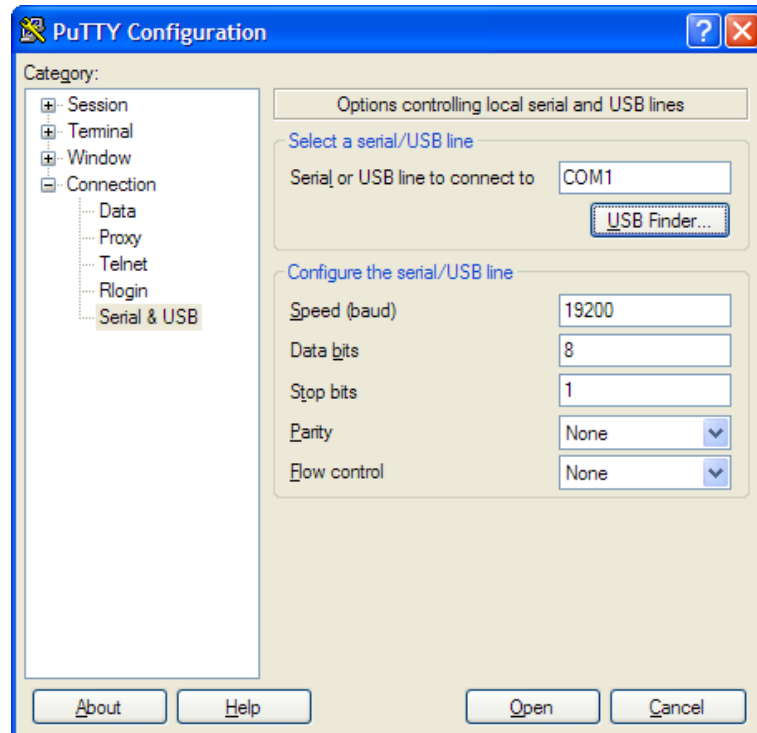 PuTTY Configuration
Category:
Session
Terminal
Window
Connection
Data
Proxy
Telnet
Rlogin
Serial & USB
Options controlling local serial and USB lines
Select a serial/USB line
Serial or USB line to connect to COM1
USB Finder...
Configure the serial/USB line
Speed (baud) 19200
Data bits 8
Stop bits 1
Parity None
Flow control None
About Help Open Cancel